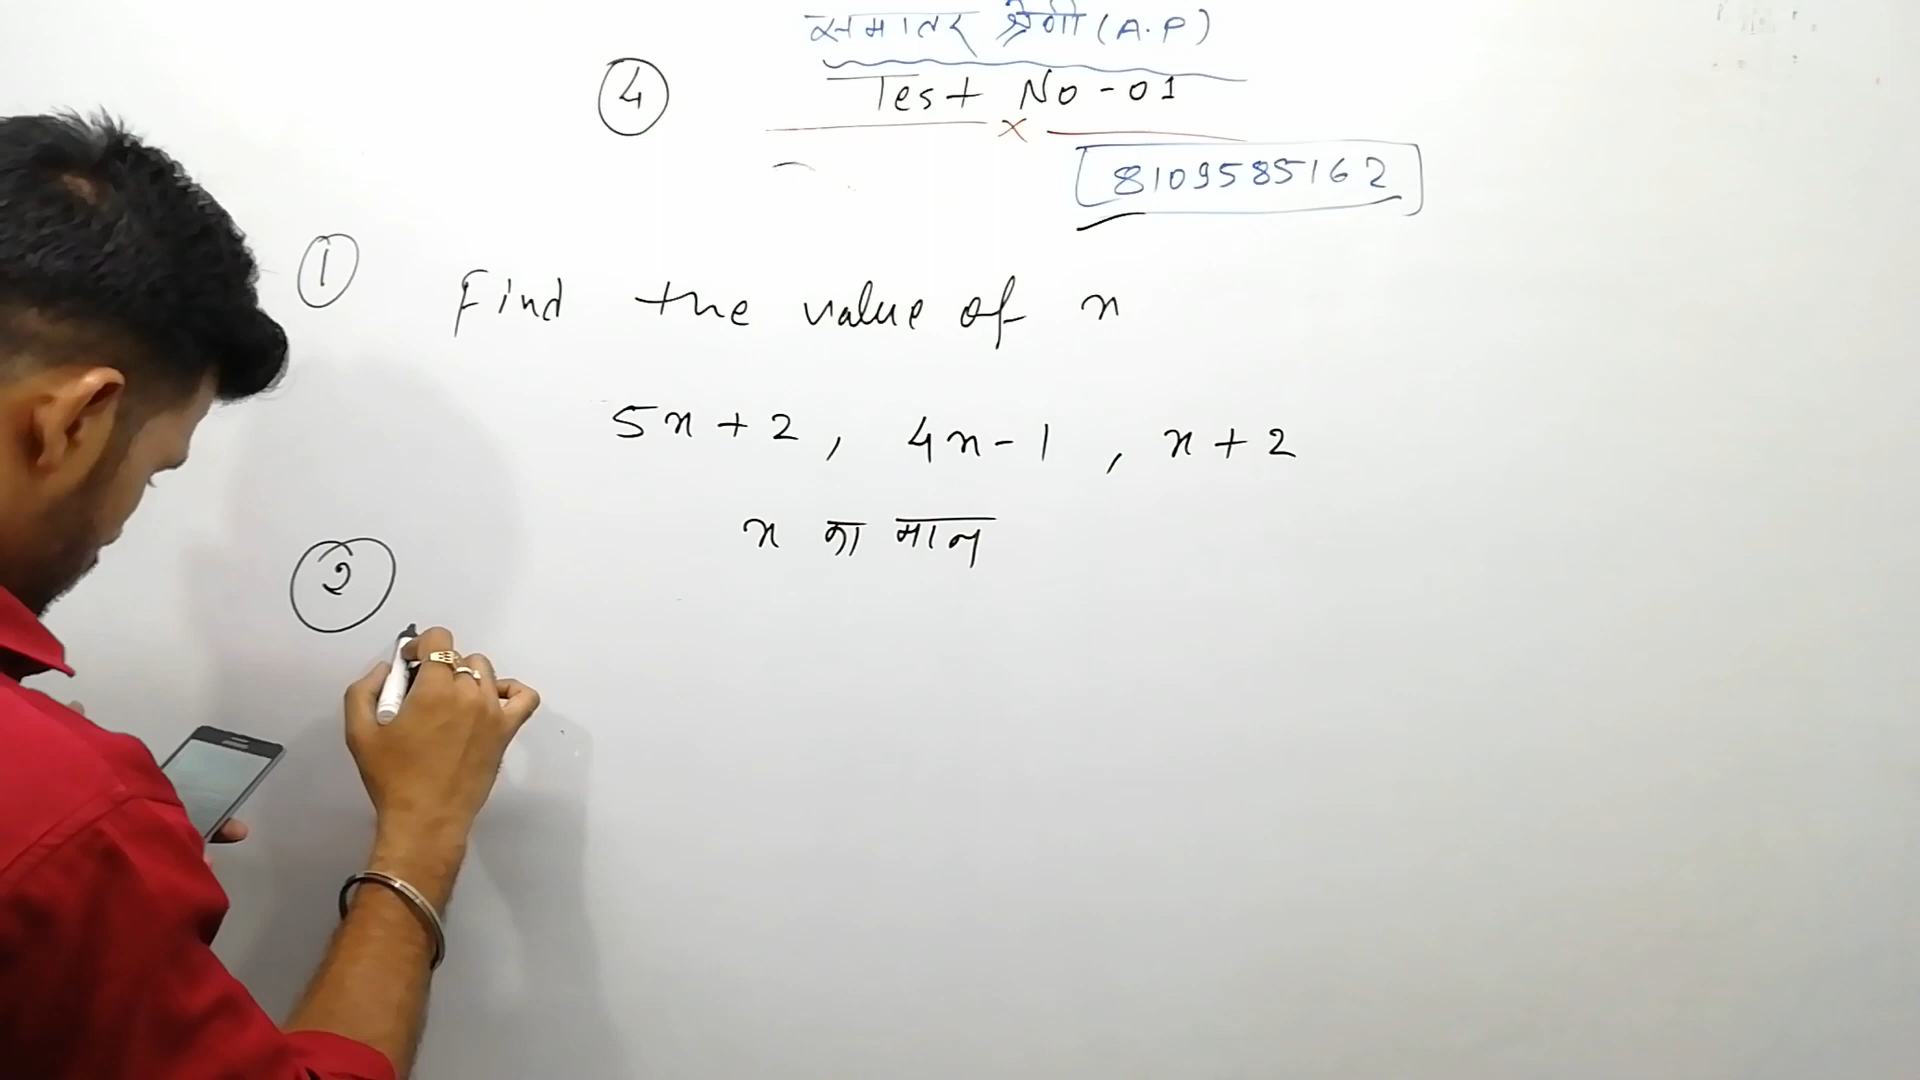 समान्तर श्रेणी (A.P)
4
Test No-01
8109585162
1 Find the value of x
5x+2, 4x-1, x+2
x का मान
2